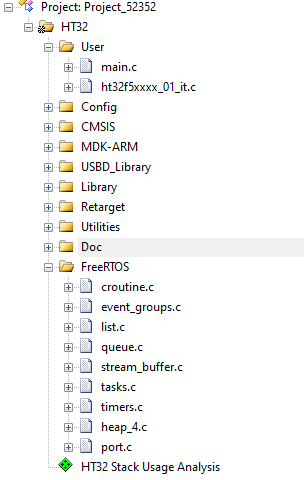 Project: Project_52352
HT32
User
main.c
ht32f5xxxx_01_it.c
Config
CMSIS
MDK-ARM
USBD_Library
Library
Retarget
Utilities
Doc
FreeRTOS
croutine.c
event_groups.c
list.c
queue.c
stream_buffer.c
tasks.c
timers.c
heap_4.c
port.c
HT32 Stack Usage Analysis